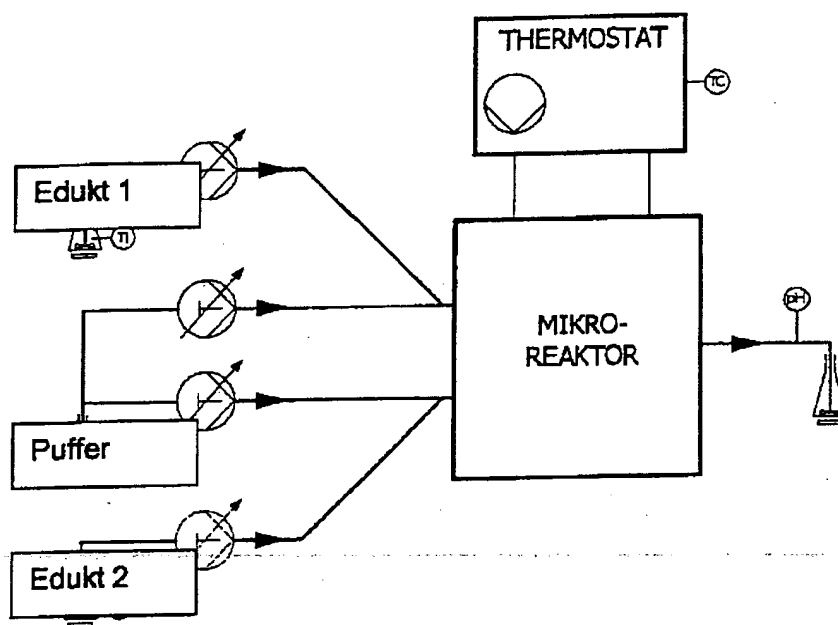 THERMOSTAT
TC
Edukt 1
TI
pH
MIKRO-
REAKTOR
Puffer
Edukt 2